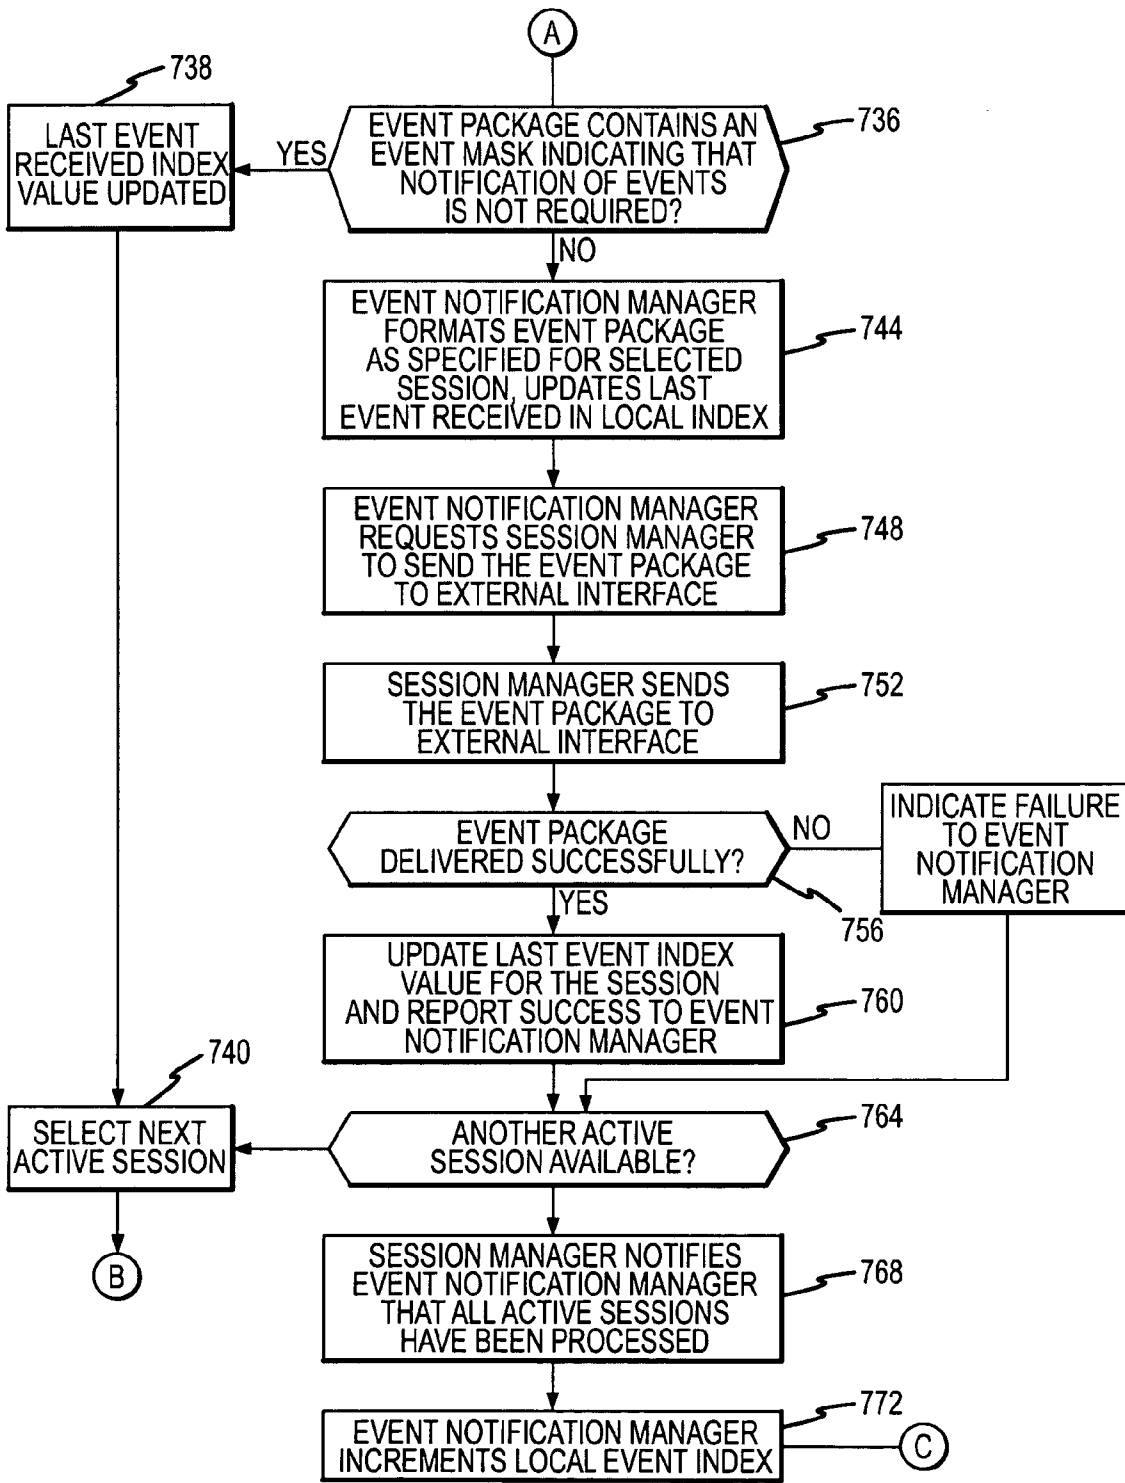 A
738
LAST EVENT
RECEIVED INDEX
VALUE UPDATED
YES
EVENT PACKAGE CONTAINS AN
EVENT MASK INDICATING THAT
NOTIFICATION OF EVENTS
IS NOT REQUIRED?
736
NO
EVENT NOTIFICATION MANAGER
FORMATS EVENT PACKAGE
AS SPECIFIED FOR SELECTED
SESSION, UPDATES LAST
EVENT RECEIVED IN LOCAL INDEX
744
EVENT NOTIFICATION MANAGER
REQUESTS SESSION MANAGER
TO SEND THE EVENT PACKAGE
TO EXTERNAL INTERFACE
748
SESSION MANAGER SENDS
THE EVENT PACKAGE TO
EXTERNAL INTERFACE
752
EVENT PACKAGE
DELIVERED SUCCESSFULLY?
NO
756
INDICATE FAILURE
TO EVENT
NOTIFICATION
MANAGER
YES
UPDATE LAST EVENT INDEX
VALUE FOR THE SESSION
AND REPORT SUCCESS TO EVENT
NOTIFICATION MANAGER
760
740
SELECT NEXT
ACTIVE SESSION
ANOTHER ACTIVE
SESSION AVAILABLE?
764
B
SESSION MANAGER NOTIFIES
EVENT NOTIFICATION MANAGER
THAT ALL ACTIVE SESSIONS
HAVE BEEN PROCESSED
768
EVENT NOTIFICATION MANAGER
INCREMENTS LOCAL EVENT INDEX
772
C